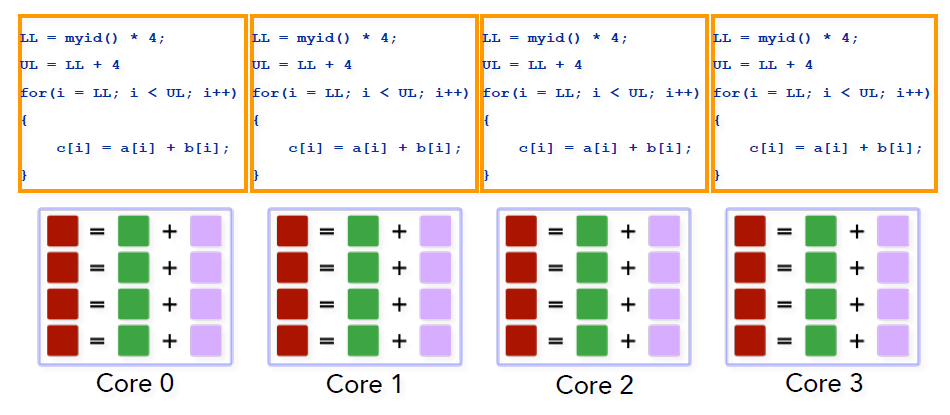 LL = myid() * 4;
UL = LL + 4
for(i = LL; i < UL; i++)
{
c[i] = a[i] + b[i];
}
LL = myid() * 4;
UL = LL + 4
for(i = LL; i < UL; i++)
{
c[i] = a[i] + b[i];
}
LL = myid() * 4;
UL = LL + 4
for(i = LL; i < UL; i++)
{
c[i] = a[i] + b[i];
}
LL = myid() * 4;
UL = LL + 4
for(i = LL; i < UL; i++)
{
c[i] = a[i] + b[i];
}
= +
= +
= +
= +
Core 0
= +
= +
= +
= +
Core 1
= +
= +
= +
= +
Core 2
= +
= +
= +
= +
Core 3